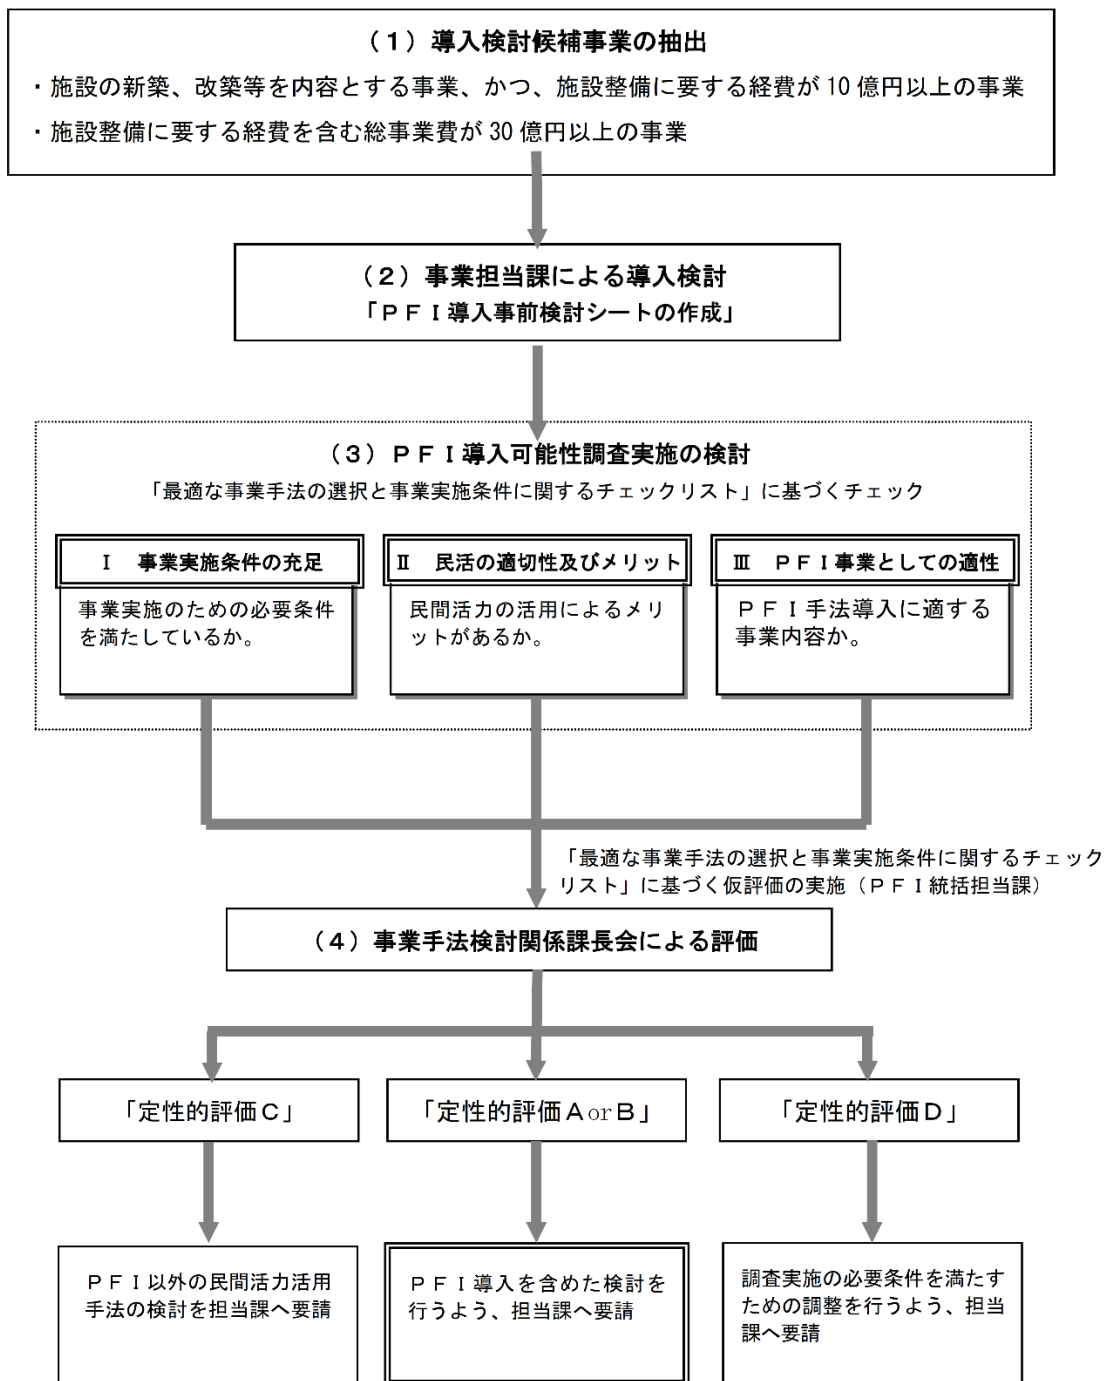 （１）導入検討候補事業の抽出
・施設の新築、改築等を内容とする事業、かつ、施設整備に要する経費が 10 億円以上の事業
・施設整備に要する経費を含む総事業費が 30 億円以上の事業
（２）事業担当課による導入検討
「ＰＦＩ導入事前検討シートの作成」
（３）ＰＦＩ導入可能性調査実施の検討
「最適な事業手法の選択と事業実施条件に関するチェックリスト」に基づくチェック
Ⅰ　事業実施条件の充足
事業実施のための必要条件
を満たしているか。
Ⅱ　民活の適切性及びメリット
民間活力の活用によるメリ
ットがあるか。
Ⅲ　ＰＦＩ事業としての適性
ＰＦＩ手法導入に適する
事業内容か。
「最適な事業手法の選択と事業実施条件に関するチェック
リスト」に基づく仮評価の実施（ＰＦＩ統括担当課）
（４）事業手法検討関係課長会による評価
「定性的評価Ｃ」
「定性的評価ＡorＢ」
「定性的評価Ｄ」
ＰＦＩ以外の民間活力活用
手法の検討を担当課へ要請
ＰＦＩ導入を含めた検討を
行うよう、担当課へ要請
調査実施の必要条件を満たす
ための調整を行うよう、担当
課へ要請